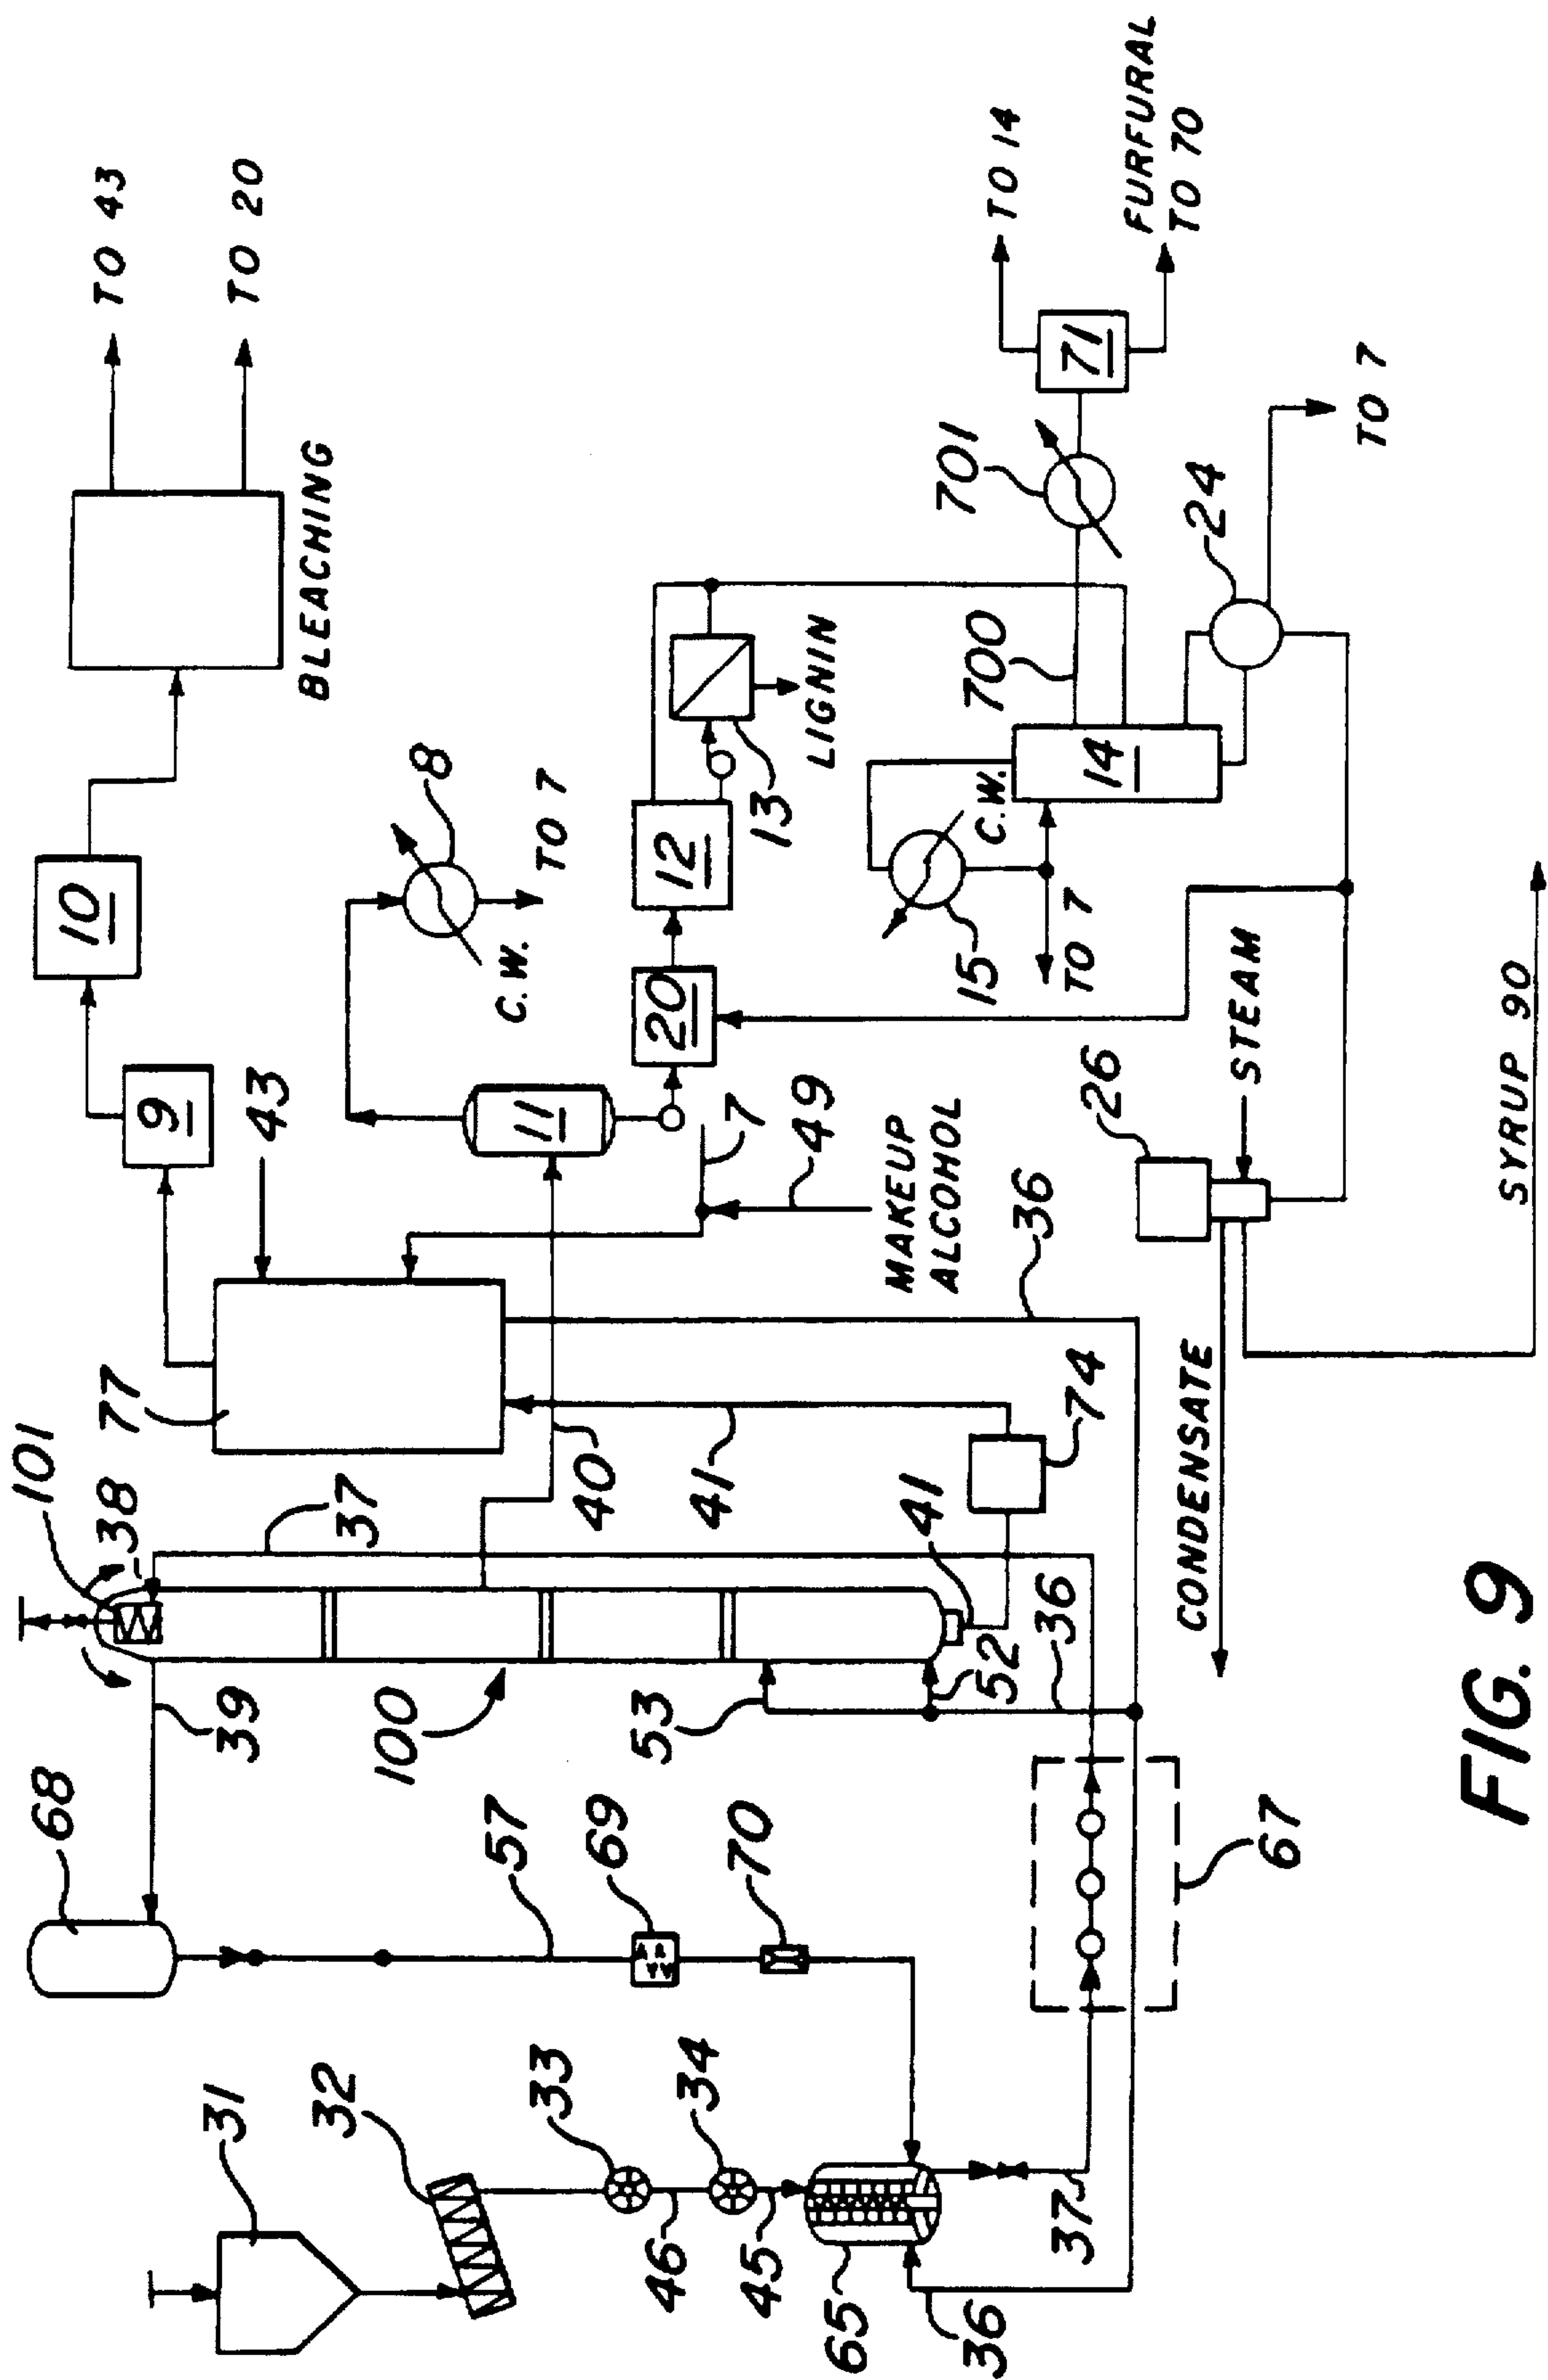 31
32
33
46
34
45
65
36
37
68
39
57
69
70
67
101
38
37
100
53
52
36
41
77
40
41
74
9
43
10
BLEACHING
TO 43
TO 20
11
8
C.W.
TO 7
7
49
MAKEUP
ALCOHOL
36
20
12
13
LIGNIN
15
C.W.
TO 7
14
700
701
71
TO 14
FURFURAL
TO 70
24
TO 7
26
STEAM
CONDENSATE
SYRUP 90
FIG. 9